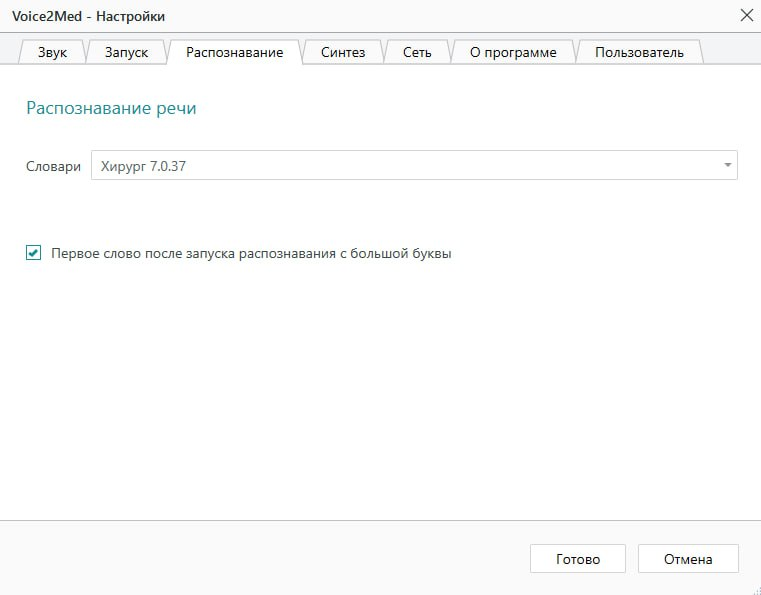 Voice2Med - Настройки
Звук Запуск Распознавание Синтез Сеть О программе Пользователь
Распознавание речи
Словари Хирург 7.0.37
Первое слово после запуска распознавания с большой буквы
Готово Отмена